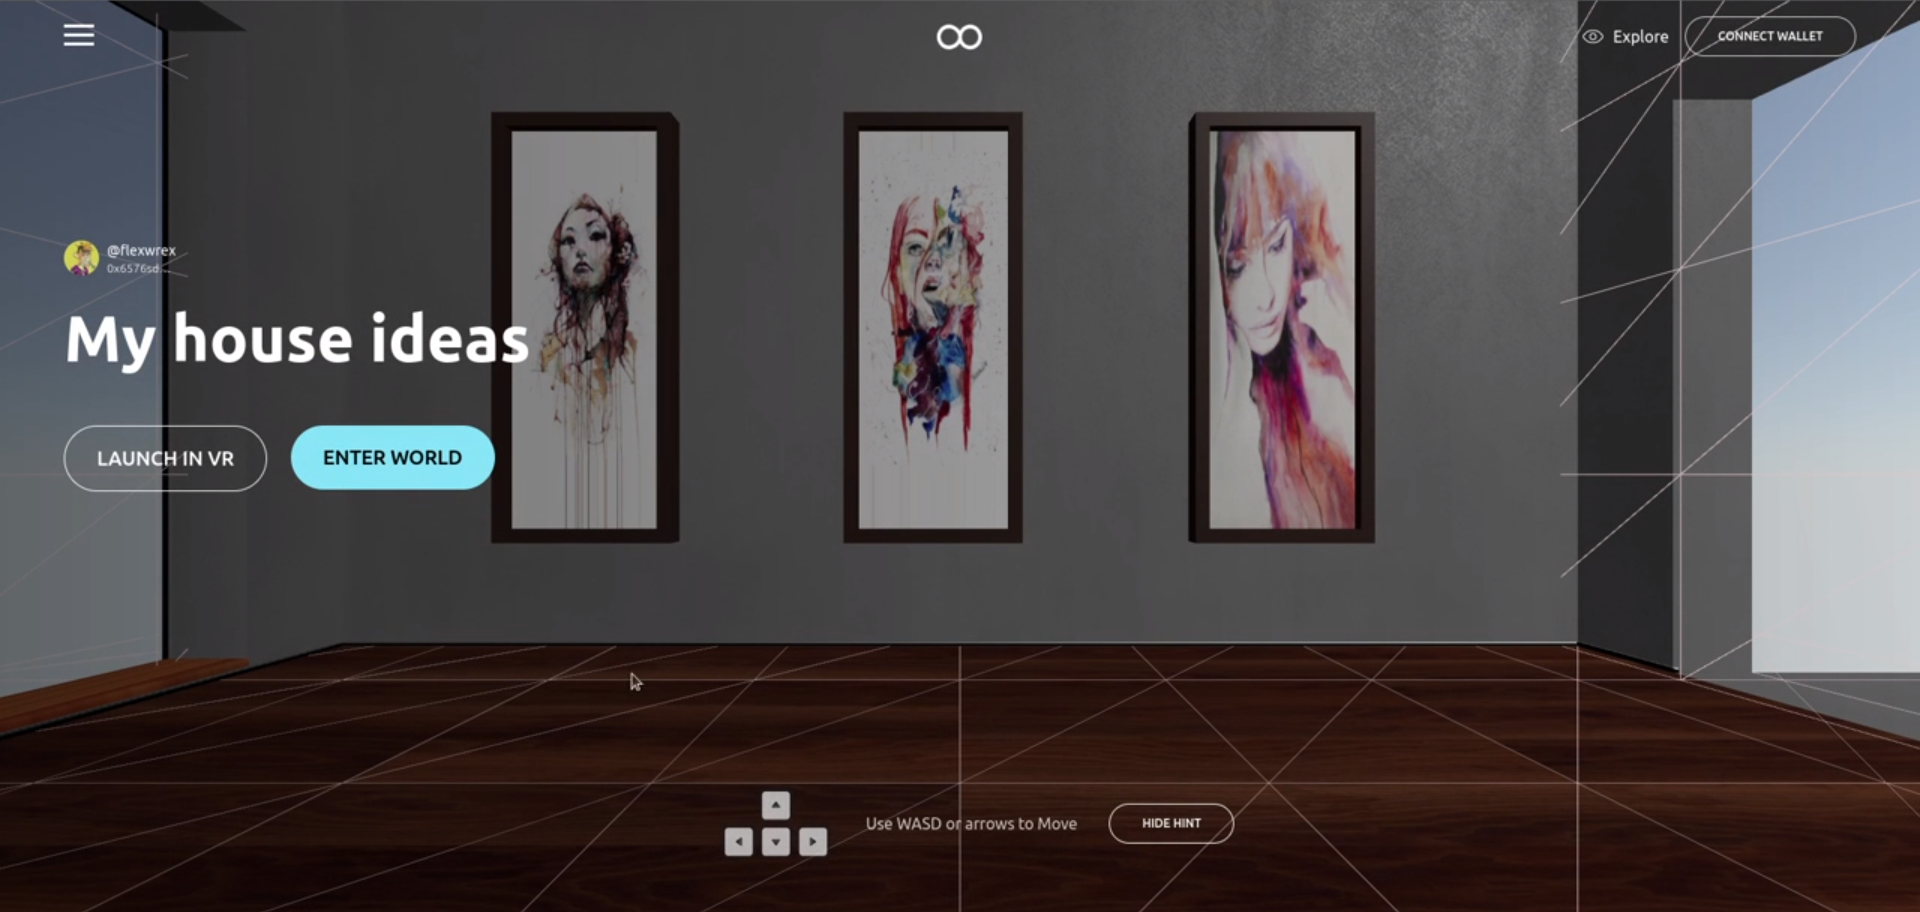 Explore
CONNECT WALLET
@flexwrex
0x6576sd...
My house ideas
LAUNCH IN VR
ENTER WORLD
Use WASD or arrows to Move
HIDE HINT